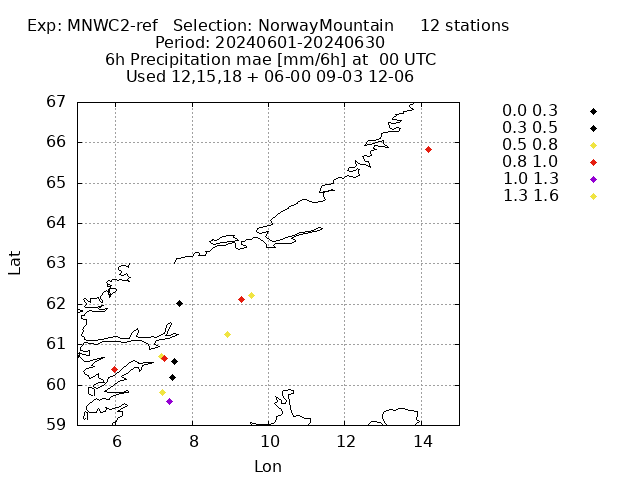 Exp: MNWC2-ref   Selection: NorwayMountain     12 stations
Period: 20240601-20240630
6h Precipitation mae [mm/6h] at  00 UTC
Used 12,15,18 + 06-00 09-03 12-06
67
66
65
64
63
62
61
60
59
Lat
6 8 10 12 14
Lon
0.0 0.3
0.3 0.5
0.5 0.8
0.8 1.0
1.0 1.3
1.3 1.6